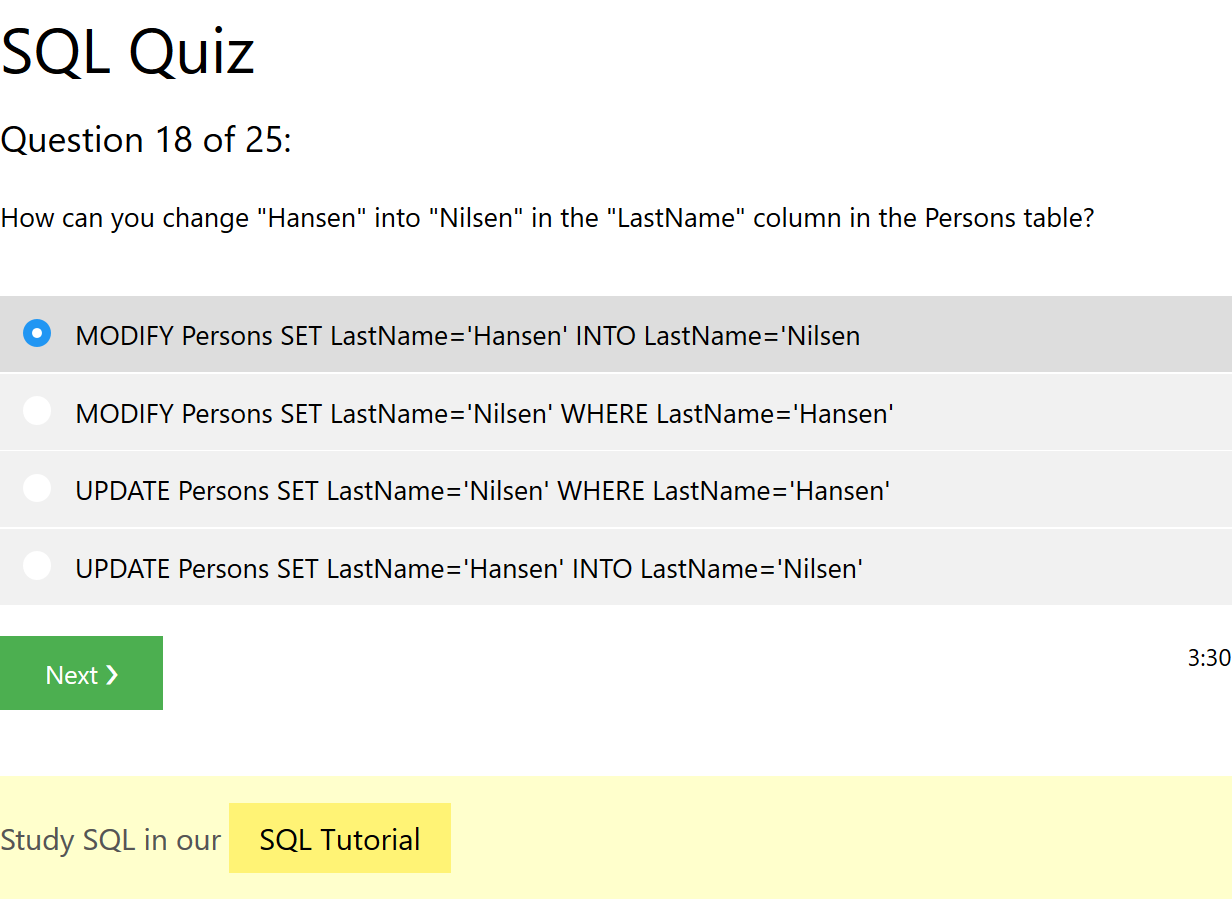 SQL Quiz
Question 18 of 25:
How can you change "Hansen" into "Nilsen" in the "LastName" column in the Persons table?
MODIFY Persons SET LastName='Hansen' INTO LastName='Nilsen
MODIFY Persons SET LastName='Nilsen' WHERE LastName='Hansen'
UPDATE Persons SET LastName='Nilsen' WHERE LastName='Hansen'
UPDATE Persons SET LastName='Hansen' INTO LastName='Nilsen'
Next ❯
3:30
Study SQL in our SQL Tutorial